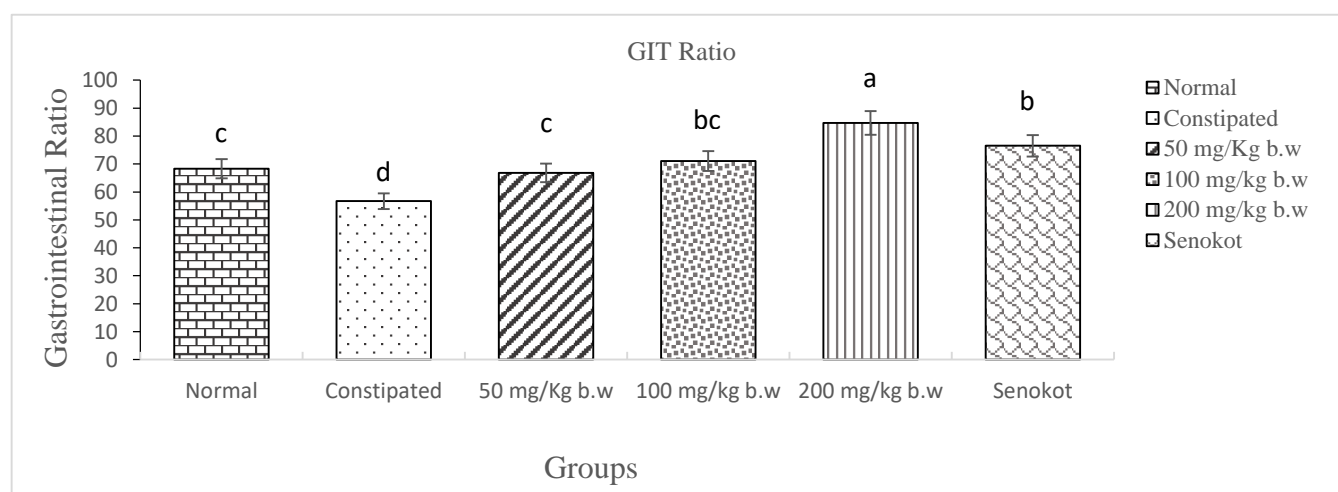 GIT Ratio
Gastrointestinal Ratio
100
90
80
70
60
50
40
30
20
10
0
c
d
c
bc
a
b
Normal
Constipated
50 mg/Kg b.w
100 mg/kg b.w
200 mg/kg b.w
Senokot
Groups
Normal
Constipated
50 mg/Kg b.w
100 mg/kg b.w
200 mg/kg b.w
Senokot